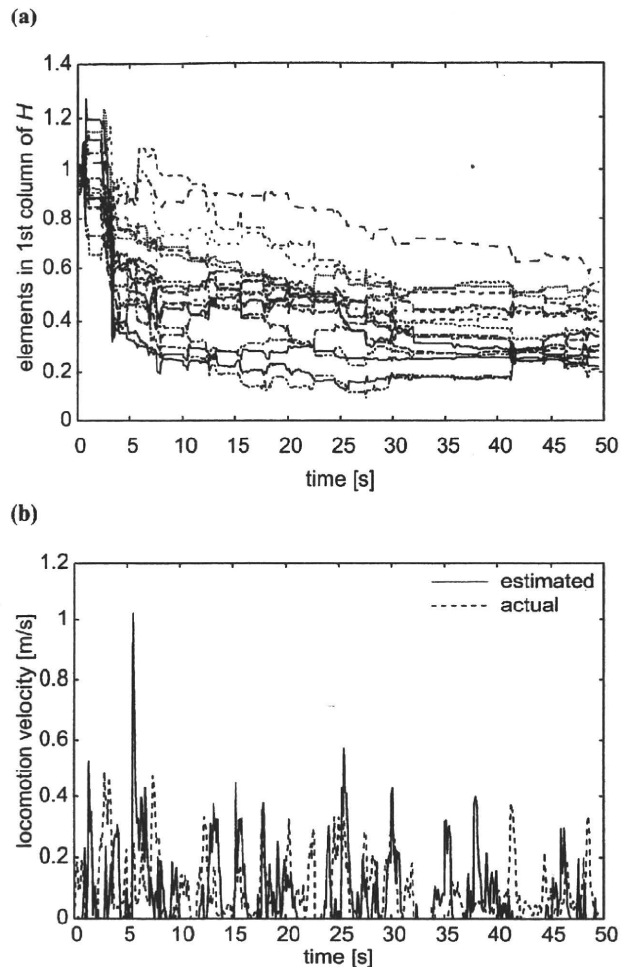 (a)
elements in 1st column of H
1.4
1.2
1
0.8
0.6
0.4
0.2
0
0 5 10 15 20 25 30 35 40 45 50
time [s]
(b)
locomotion velocity [m/s]
1.2
1
0.8
0.6
0.4
0.2
0
estimated
actual
0 5 10 15 20 25 30 35 40 45 50
time [s]